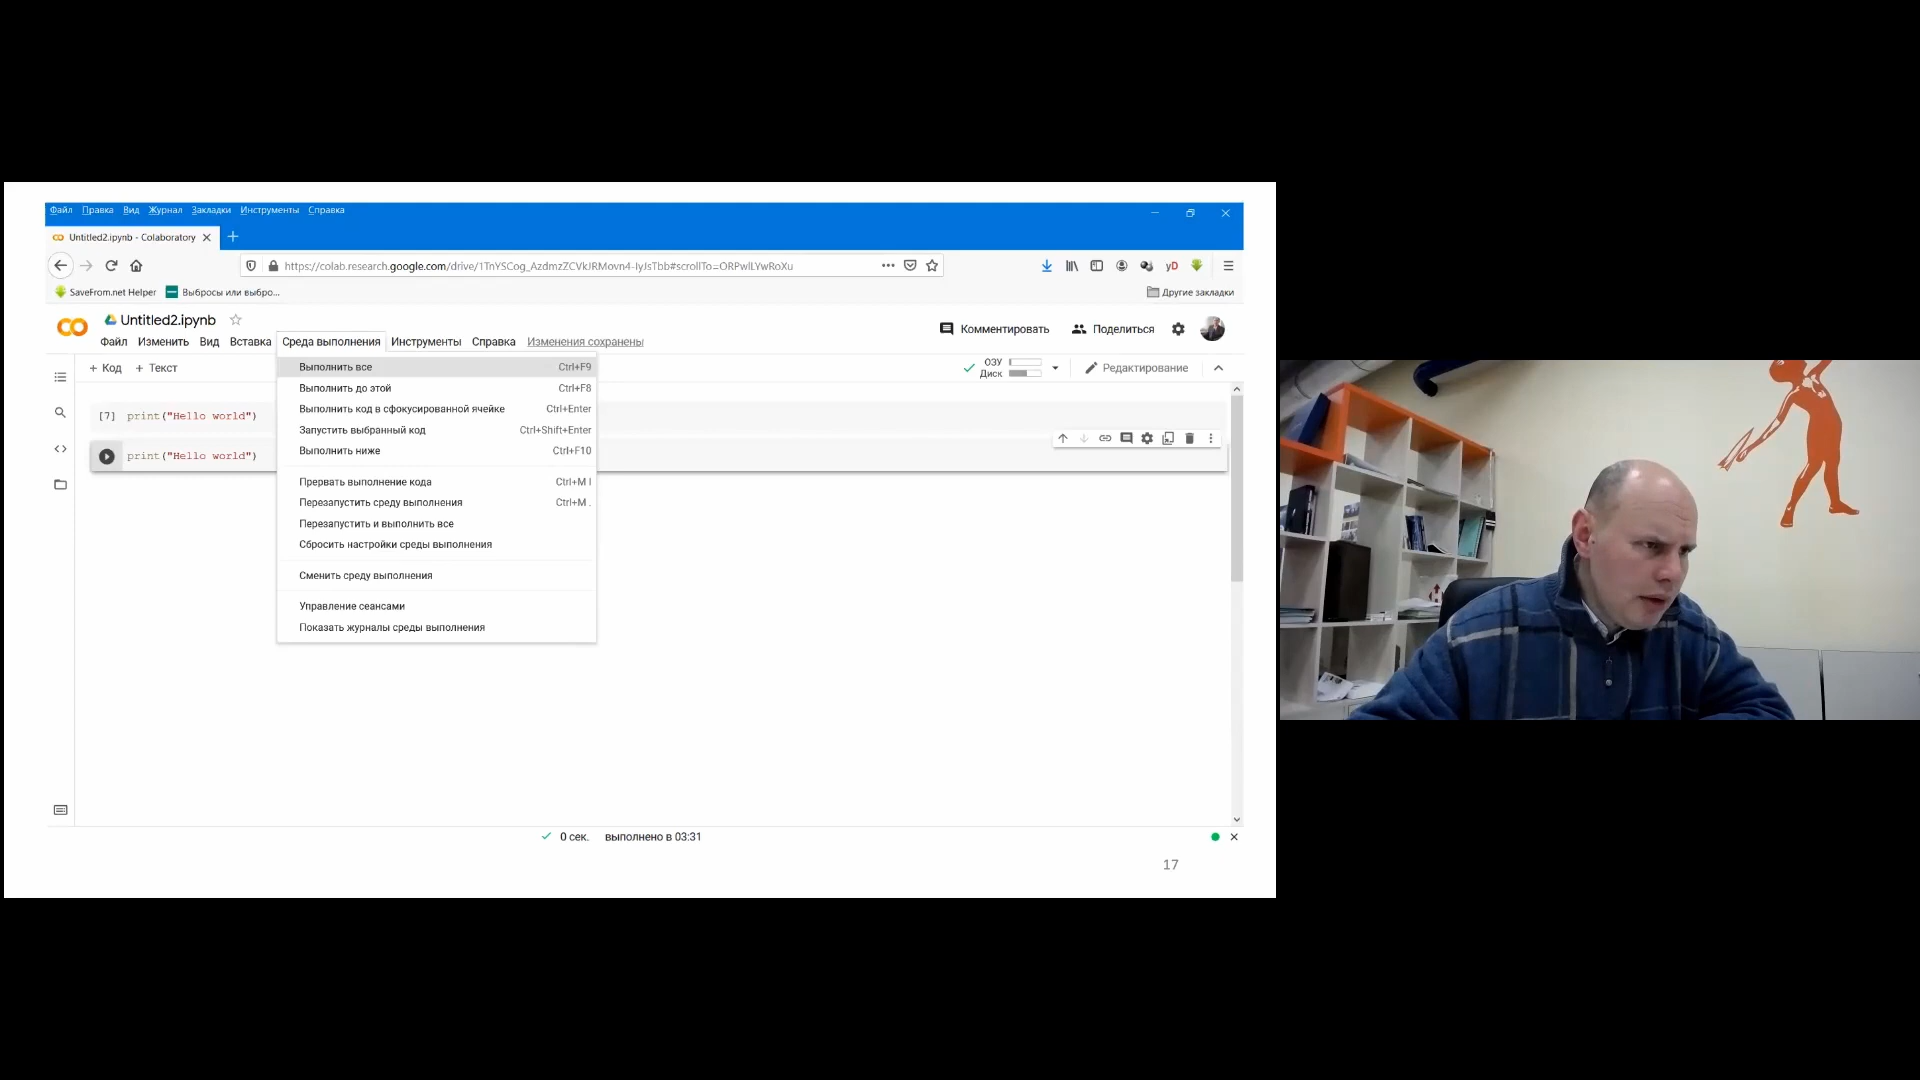 Файл Правка Вид Журнал Закладки Инструменты Справка
Untitled2.ipynb - Colaboratory
https://colab.research.google.com/drive/1TnYSCog_AzdmzZCVkJRMovn4-IyJsTbb#scrollTo=ORPwlLYwRoXu
yD
SaveFrom.net Helper Выбросы или выбро...
Другие закладки
Untitled2.ipynb
Комментировать Поделиться
Файл Изменить Вид Вставка Среда выполнения Инструменты Справка Изменения сохранены
+ Код + Текст
ОЗУ
Диск
Редактирование
Выполнить все Ctrl+F9
Выполнить до этой Ctrl+F8
Выполнить код в сфокусированной ячейке Ctrl+Enter
Запустить выбранный код Ctrl+Shift+Enter
Выполнить ниже Ctrl+F10
Прервать выполнение кода Ctrl+M I
Перезапустить среду выполнения Ctrl+M .
Перезапустить и выполнить все
Сбросить настройки среды выполнения
Сменить среду выполнения
Управление сеансами
Показать журналы среды выполнения
[7] print("Hello world")
print("Hello world")
0 сек. выполнено в 03:31
17